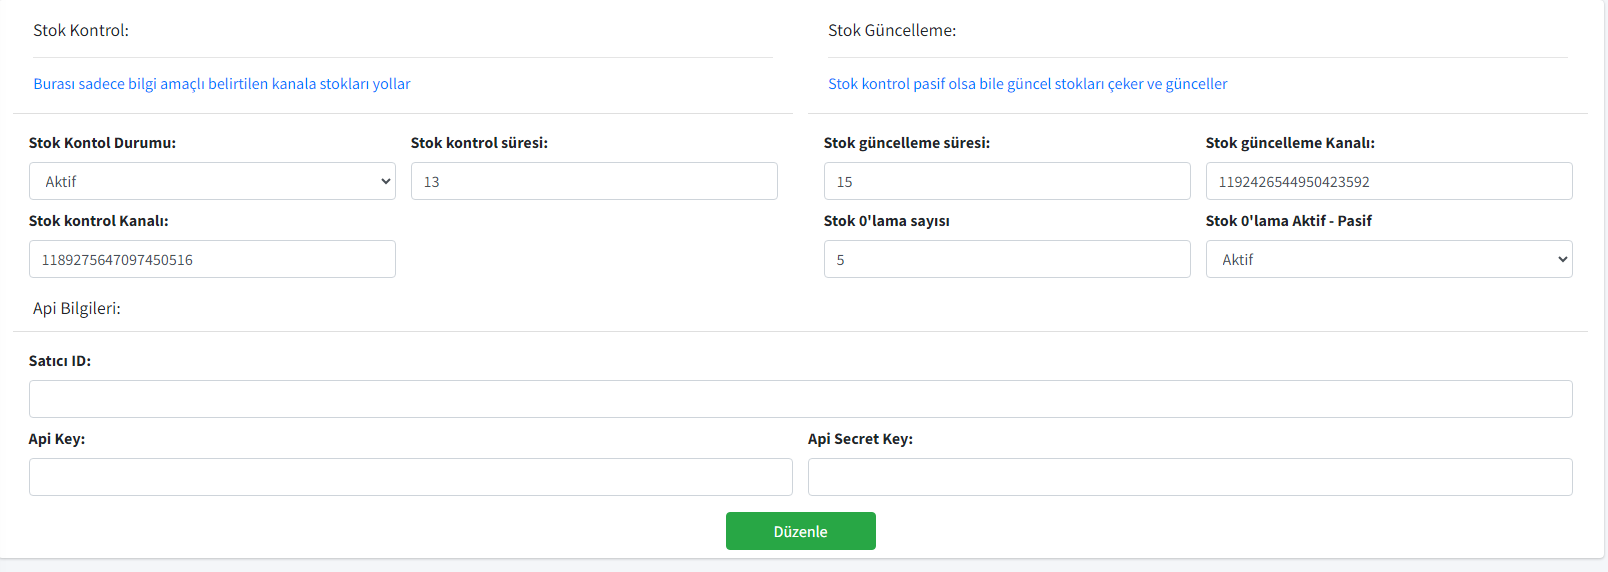 Stok Kontrol:
Burası sadece bilgi amaçlı belirtilen kanala stokları yollar
Stok Kontol Durumu:
Stok kontrol süresi:
Aktif
13
Stok kontrol Kanalı:
1189275647097450516
Stok Güncelleme:
Stok kontrol pasif olsa bile güncel stokları çeker ve günceller
Stok güncelleme süresi:
Stok güncelleme Kanalı:
15
1192426544950423592
Stok 0'lama sayısı
Stok 0'lama Aktif - Pasif
5
Aktif
Api Bilgileri:
Satıcı ID:
Api Key:
Api Secret Key:
Düzenle